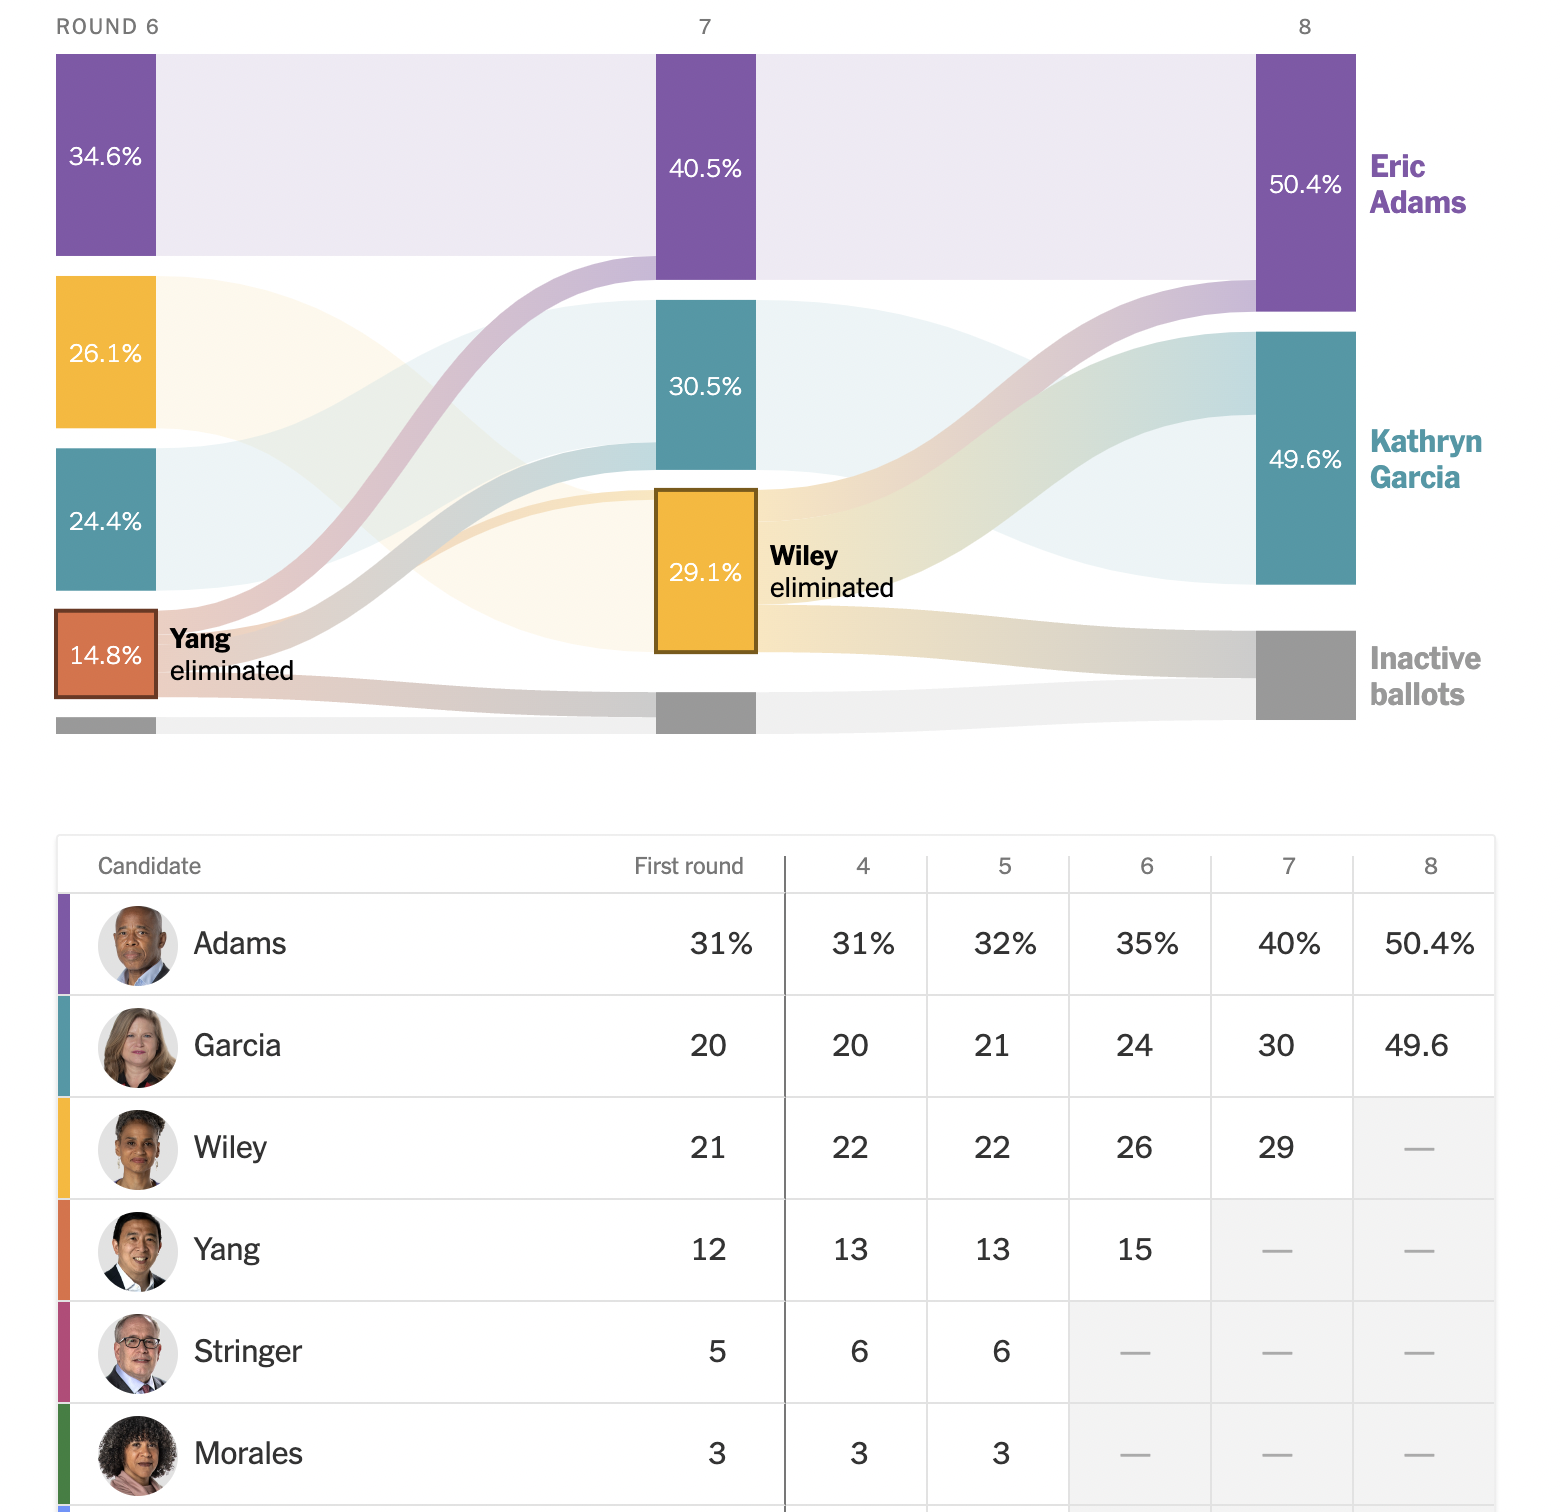 ROUND 6 7 8
34.6% 40.5% 50.4% Eric
Adams
26.1% 30.5% 49.6% Kathryn
Garcia
24.4% 29.1% Wiley
eliminated
14.8% Yang
eliminated
Inactive
ballots
Candidate First round 4 5 6 7 8
Adams 31% 31% 32% 35% 40% 50.4%
Garcia 20 20 21 24 30 49.6
Wiley 21 22 22 26 29 —
Yang 12 13 13 15 — —
Stringer 5 6 6 — — —
Morales 3 3 3 — — —